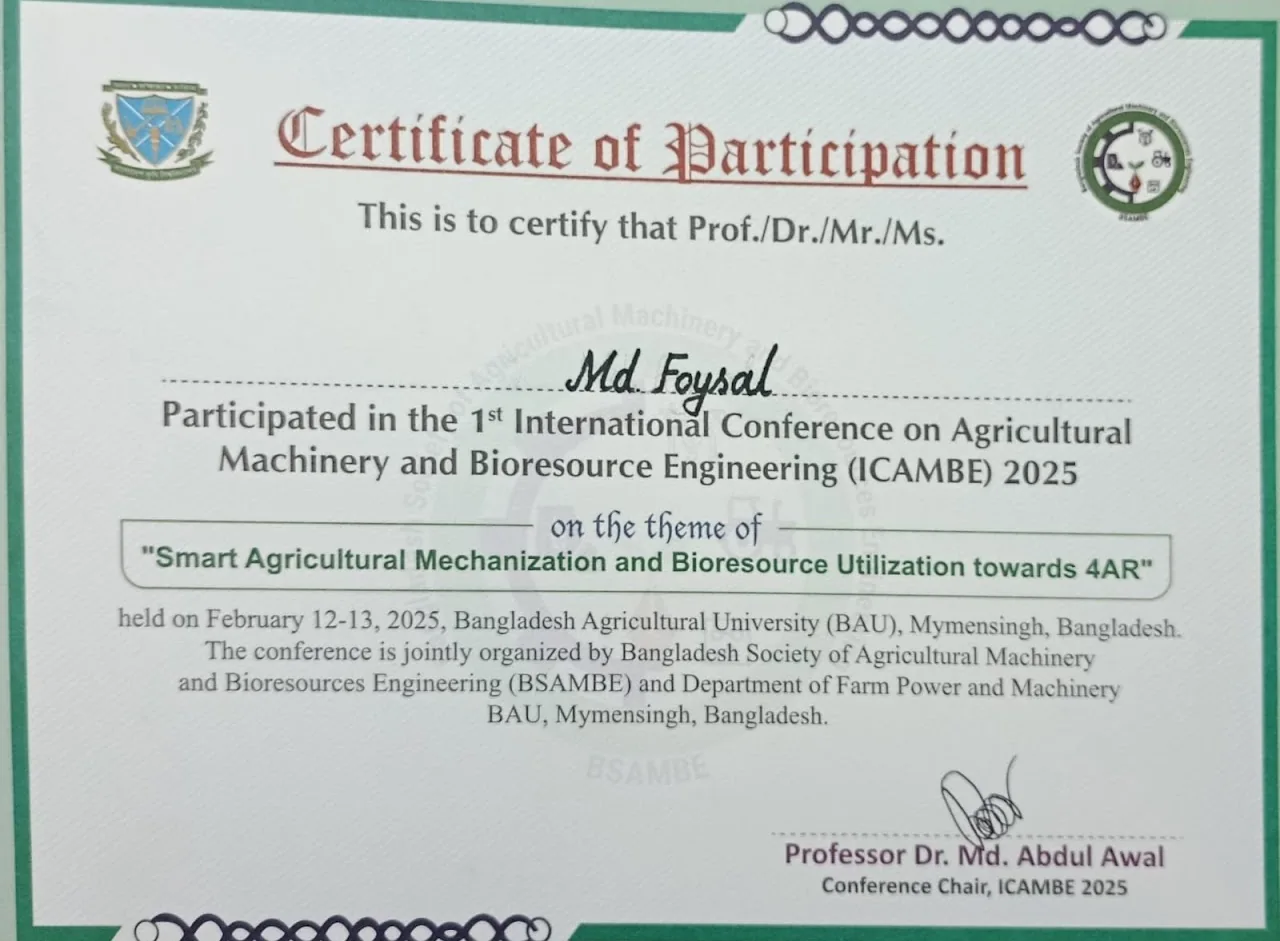 Certificate of Participation
This is to certify that Prof./Dr./Mr./Ms.
Md. Foysal
Participated in the 1st International Conference on Agricultural
Machinery and Bioresource Engineering (ICAMBE) 2025
on the theme of
"Smart Agricultural Mechanization and Bioresource Utilization towards 4AR"
held on February 12-13, 2025, Bangladesh Agricultural University (BAU), Mymensingh, Bangladesh.
The conference is jointly organized by Bangladesh Society of Agricultural Machinery
and Bioresources Engineering (BSAMBE) and Department of Farm Power and Machinery
BAU, Mymensingh, Bangladesh.
BSAMBE
Professor Dr. Md. Abdul Awal
Conference Chair, ICAMBE 2025